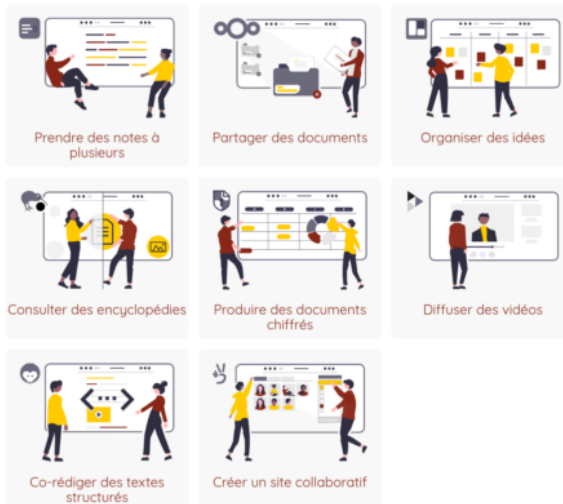 Prendre des notes à
plusieurs
Partager des documents
Organiser des idées
Consulter des encyclopédies
Produire des documents
chiffrés
Diffuser des vidéos
Co-rédiger des textes
structurés
Créer un site collaboratif